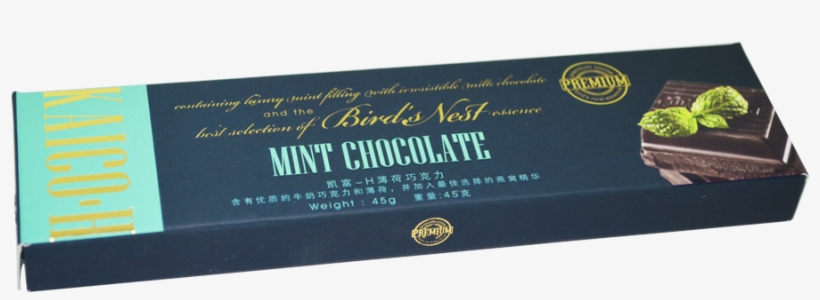 KAICO-H
containing luxury mint filling with irresistible milk chocolate
and the
best selection of Bird's Nest essence
MINT CHOCOLATE
凯富-H薄荷巧克力
含有优质的牛奶巧克力和薄荷，并加入最佳选择的燕窝精华
Weight : 45g 重量:45克
PREMIUM
PREMIUM